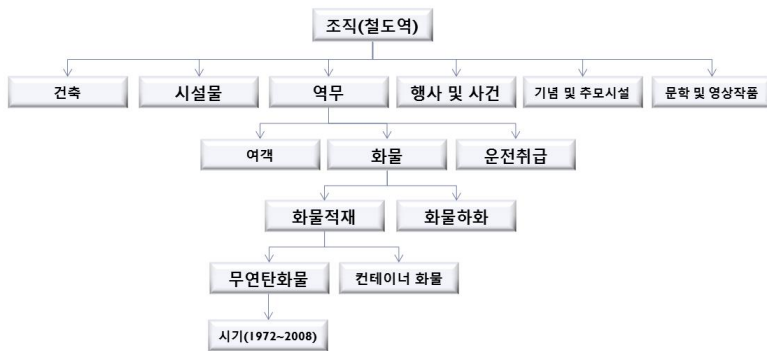 조직(철도역)
건축
시설물
역무
행사 및 사건
기념 및 추모시설
문학 및 영상작품
여객
화물
운전취급
화물적재
화물하화
무연탄화물
컨테이너 화물
시기(1972~2008)